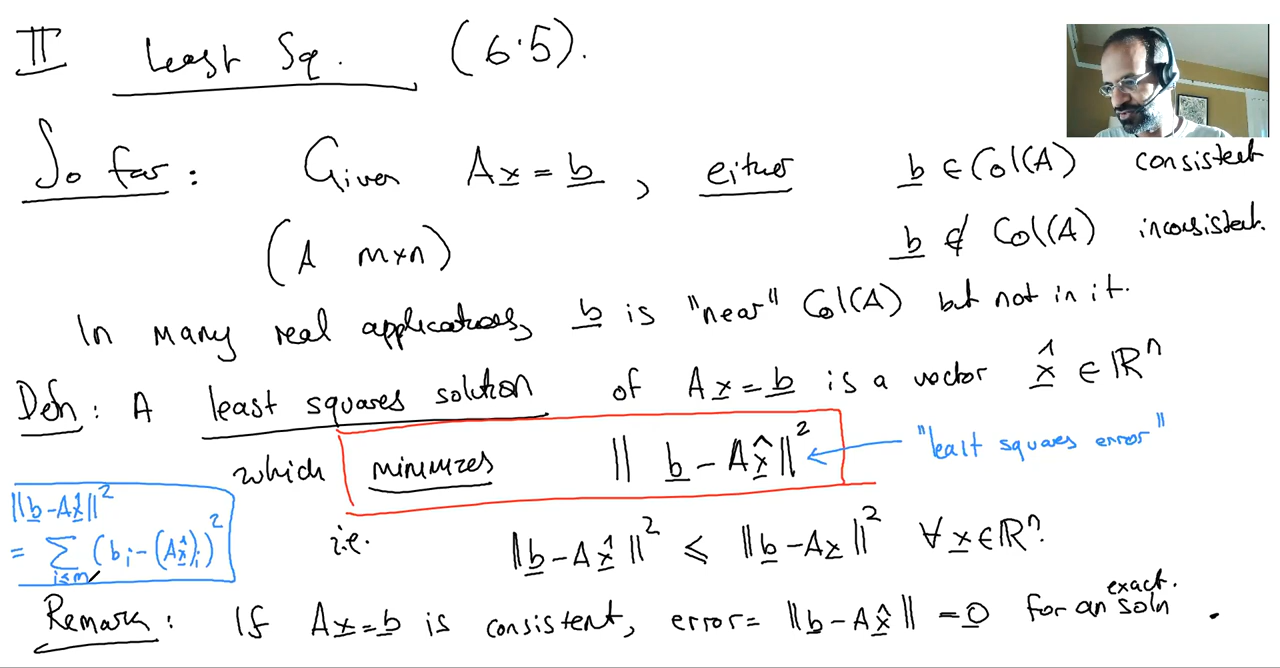 II Least Sq. (6.5).
So far: Given Ax = b, either b ∈ Col(A) consistent
(A m×n) b ∉ Col(A) inconsistent.
In many real applications, b is "near" Col(A) but not in it.
Defn: A least squares solution of Ax = b is a vector x̂ ∈ ℝⁿ
which minimizes ‖b - Ax̂‖² ← "least squares error"
‖b - Ax̂‖²
= Σ_{i≤m} (bᵢ - (Ax̂)ᵢ)²
i.e. ‖b - Ax̂‖² ≤ ‖b - Ax‖² ∀ x ∈ ℝⁿ.
Remark: If Ax = b is consistent, error = ‖b - Ax̂‖ = 0 for an exact. soln.